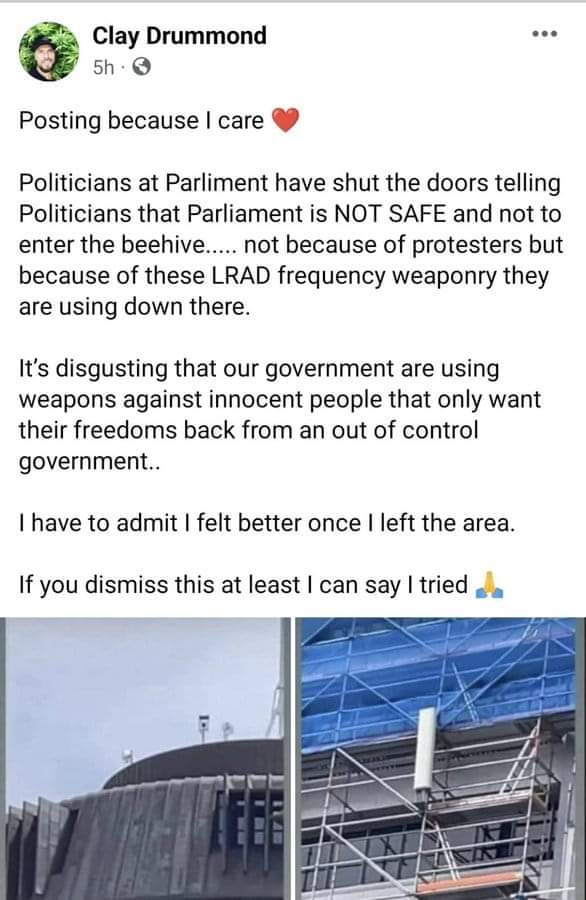 Clay Drummond
5h
Posting because I care ❤️
Politicians at Parliment have shut the doors telling
Politicians that Parliament is NOT SAFE and not to
enter the beehive..... not because of protesters but
because of these LRAD frequency weaponry they
are using down there.
It's disgusting that our government are using
weapons against innocent people that only want
their freedoms back from an out of control
government..
I have to admit I felt better once I left the area.
If you dismiss this at least I can say I tried 🙏